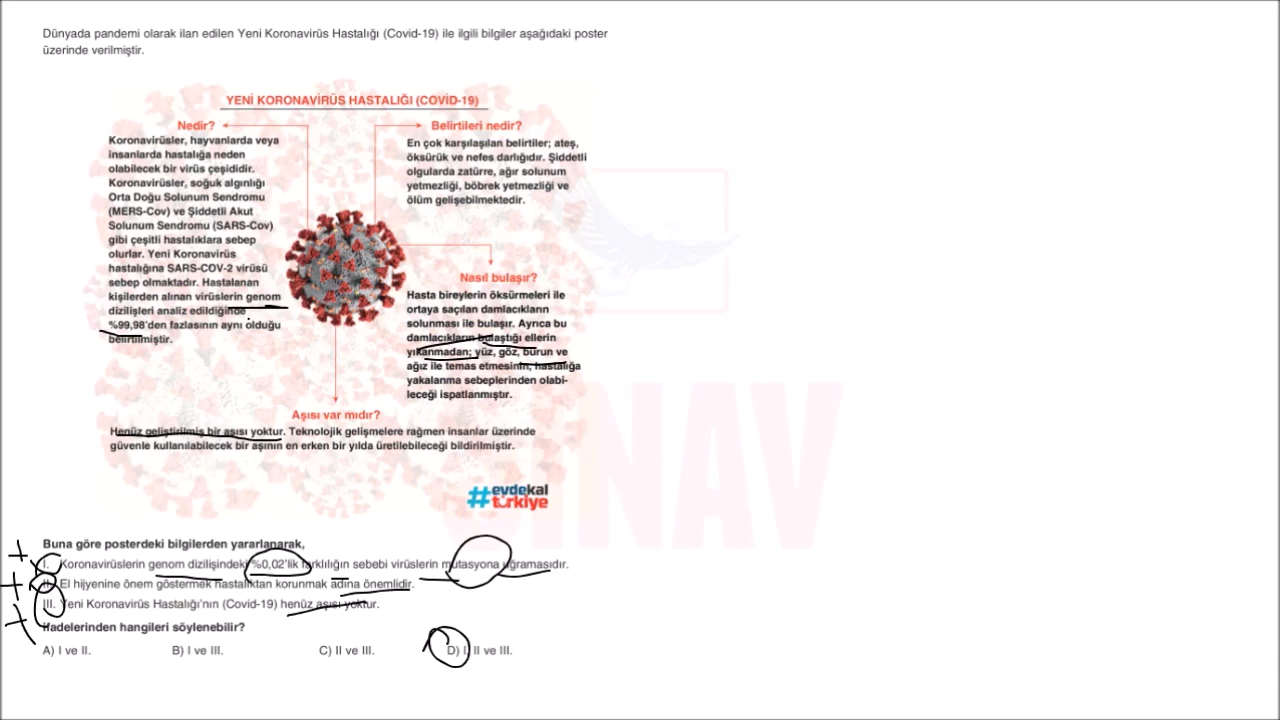 Dünyada pandemi olarak ilan edilen Yeni Koronavirüs Hastalığı (Covid-19) ile ilgili bilgiler aşağıdaki poster
üzerinde verilmiştir.
YENİ KORONAVİRÜS HASTALIĞI (COVİD-19)
Nedir?
Koronavirüsler, hayvanlarda veya
insanlarda hastalığa neden
olabilecek bir virüs çeşididir.
Koronavirüsler, soğuk algınlığı
Orta Doğu Solunum Sendromu
(MERS-Cov) ve Şiddetli Akut
Solunum Sendromu (SARS-Cov)
gibi çeşitli hastalıklara sebep
olurlar. Yeni Koronavirüs
hastalığına SARS-COV-2 virüsü
sebep olmaktadır. Hastalanan
kişilerden alınan virüslerin genom
dizilişleri analiz edildiğinde
%99,98'den fazlasının aynı olduğu
belirtilmiştir.
Belirtileri nedir?
En çok karşılaşılan belirtiler; ateş,
öksürük ve nefes darlığıdır. Şiddetli
olgularda zatürre, ağır solunum
yetmezliği, böbrek yetmezliği ve
ölüm gelişebilmektedir.
Nasıl bulaşır?
Hasta bireylerin öksürmeleri ile
ortaya saçılan damlacıkların
solunması ile bulaşır. Ayrıca bu
damlacıkların bulaştığı ellerin
yıkanmadan; yüz, göz, burun ve
ağız ile temas etmesinin, hastalığa
yakalanma sebeplerinden olabi-
leceği ispatlanmıştır.
Aşısı var mıdır?
Henüz geliştirilmiş bir aşısı yoktur. Teknolojik gelişmelere rağmen insanlar üzerinde
güvenle kullanılabilecek bir aşının en erken bir yılda üretilebileceği bildirilmiştir.
#evdekal
türkiye
SINAV
Buna göre posterdeki bilgilerden yararlanarak,
I. Koronavirüslerin genom dizilişindeki %0,02'lik farklılığın sebebi virüslerin mutasyona uğramasıdır.
II. El hijyenine önem göstermek hastalıktan korunmak adına önemlidir.
III. Yeni Koronavirüs Hastalığı'nın (Covid-19) henüz aşısı yoktur.
ifadelerinden hangileri söylenebilir?
A) I ve II.
B) I ve III.
C) II ve III.
D) I, II ve III.